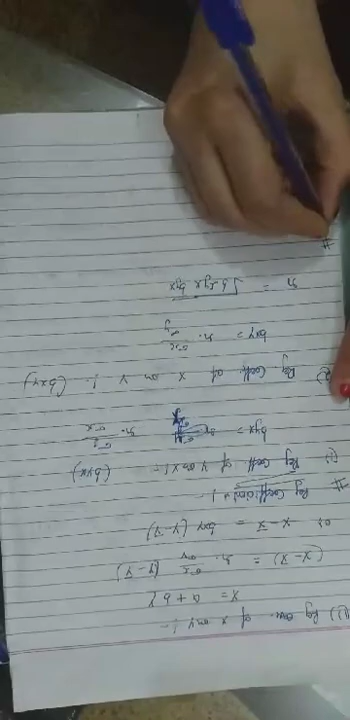 (ii) Reg eqn. of x on y :-
x = a + b y
(x - x̅) = r. σx/σy (y - y̅)
or x - x̅ = bxy (y - y̅)
# Reg Coefficient :-
(i) Reg Coeff. of y on x :- (byx)
byx = r. σy/σx
(ii) Reg Coeff. of x on y :- (bxy)
bxy = r. σx/σy
r = √bxy x byx
#